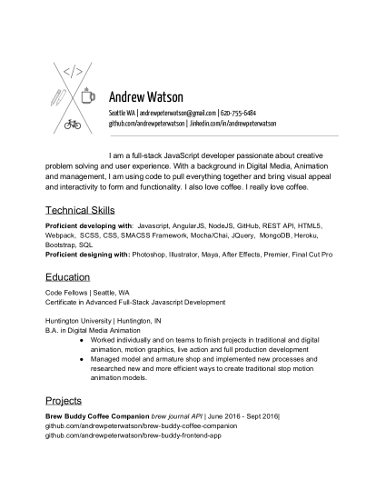 </>
Andrew Watson
Seattle WA | andrewpeterwatson@gmail.com | 620-755-6484
github.com/andrewpeterwatson | linkedin.com/in/andrewpeterwatson
I am a full-stack JavaScript developer passionate about creative
problem solving and user experience. With a background in Digital Media, Animation
and management, I am using code to pull everything together and bring visual appeal
and interactivity to form and functionality. I also love coffee. I really love coffee.
Technical Skills
Proficient developing with: Javascript, AngularJS, NodeJS, GitHub, REST API, HTML5,
Webpack, SCSS, CSS, SMACSS Framework, Mocha/Chai, JQuery, MongoDB, Heroku,
Bootstrap, SQL
Proficient designing with: Photoshop, Illustrator, Maya, After Effects, Premier, Final Cut Pro
Education
Code Fellows | Seattle, WA
Certificate in Advanced Full-Stack Javascript Development
Huntington University | Huntington, IN
B.A. in Digital Media Animation
● Worked individually and on teams to finish projects in traditional and digital
animation, motion graphics, live action and full production development
● Managed model and armature shop and implemented new processes and
researched new and more efficient ways to create traditional stop motion
animation models.
Projects
Brew Buddy Coffee Companion brew journal API | June 2016 - Sept 2016|
github.com/andrewpeterwatson/brew-buddy-coffee-companion
github.com/andrewpeterwatson/brew-buddy-frontend-app